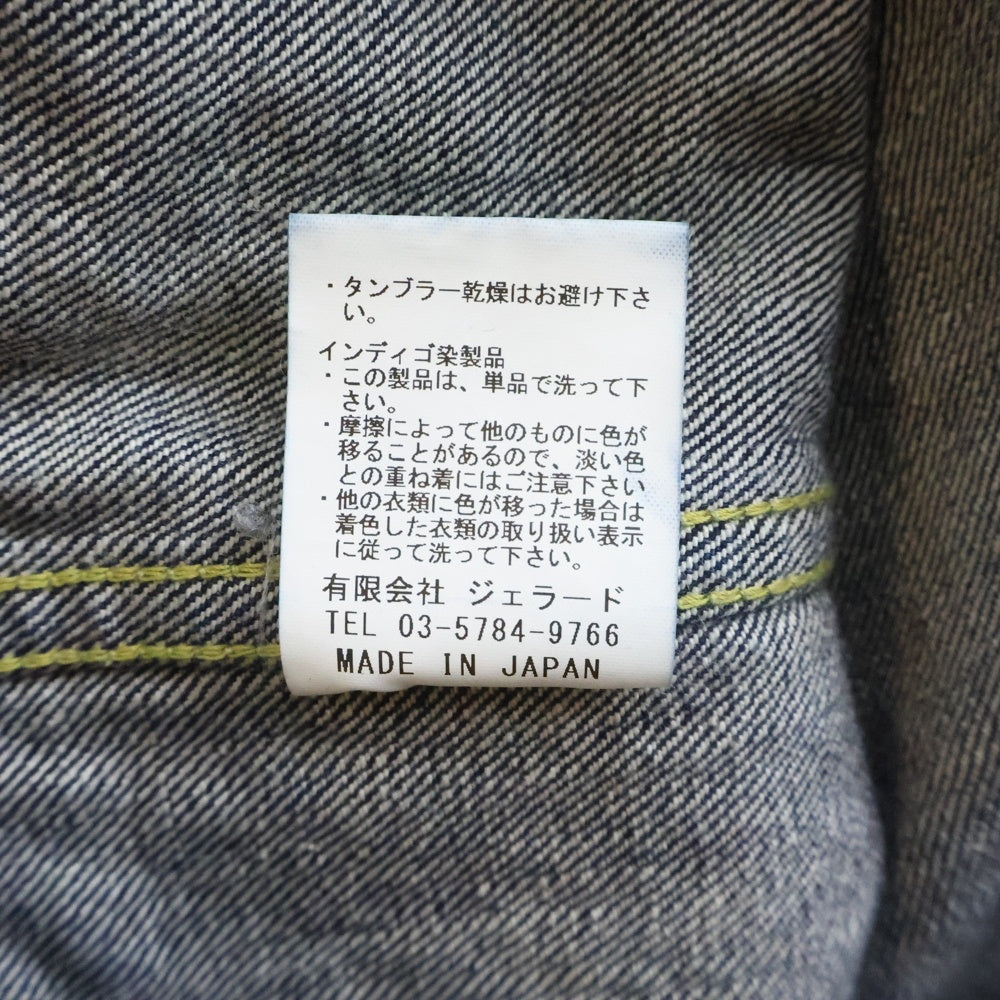 ・タンブラー乾燥はお避け下さ
い。
インディゴ染製品
・この製品は、単品で洗って下
さい。
・摩擦によって他のものに色が
移ることがあるので、淡い色
との重ね着にはご注意下さい
・他の衣類に色が移った場合は
着色した衣類の取り扱い表示
に従って洗って下さい。
有限会社 ジェラード
TEL 03-5784-9766
MADE IN JAPAN